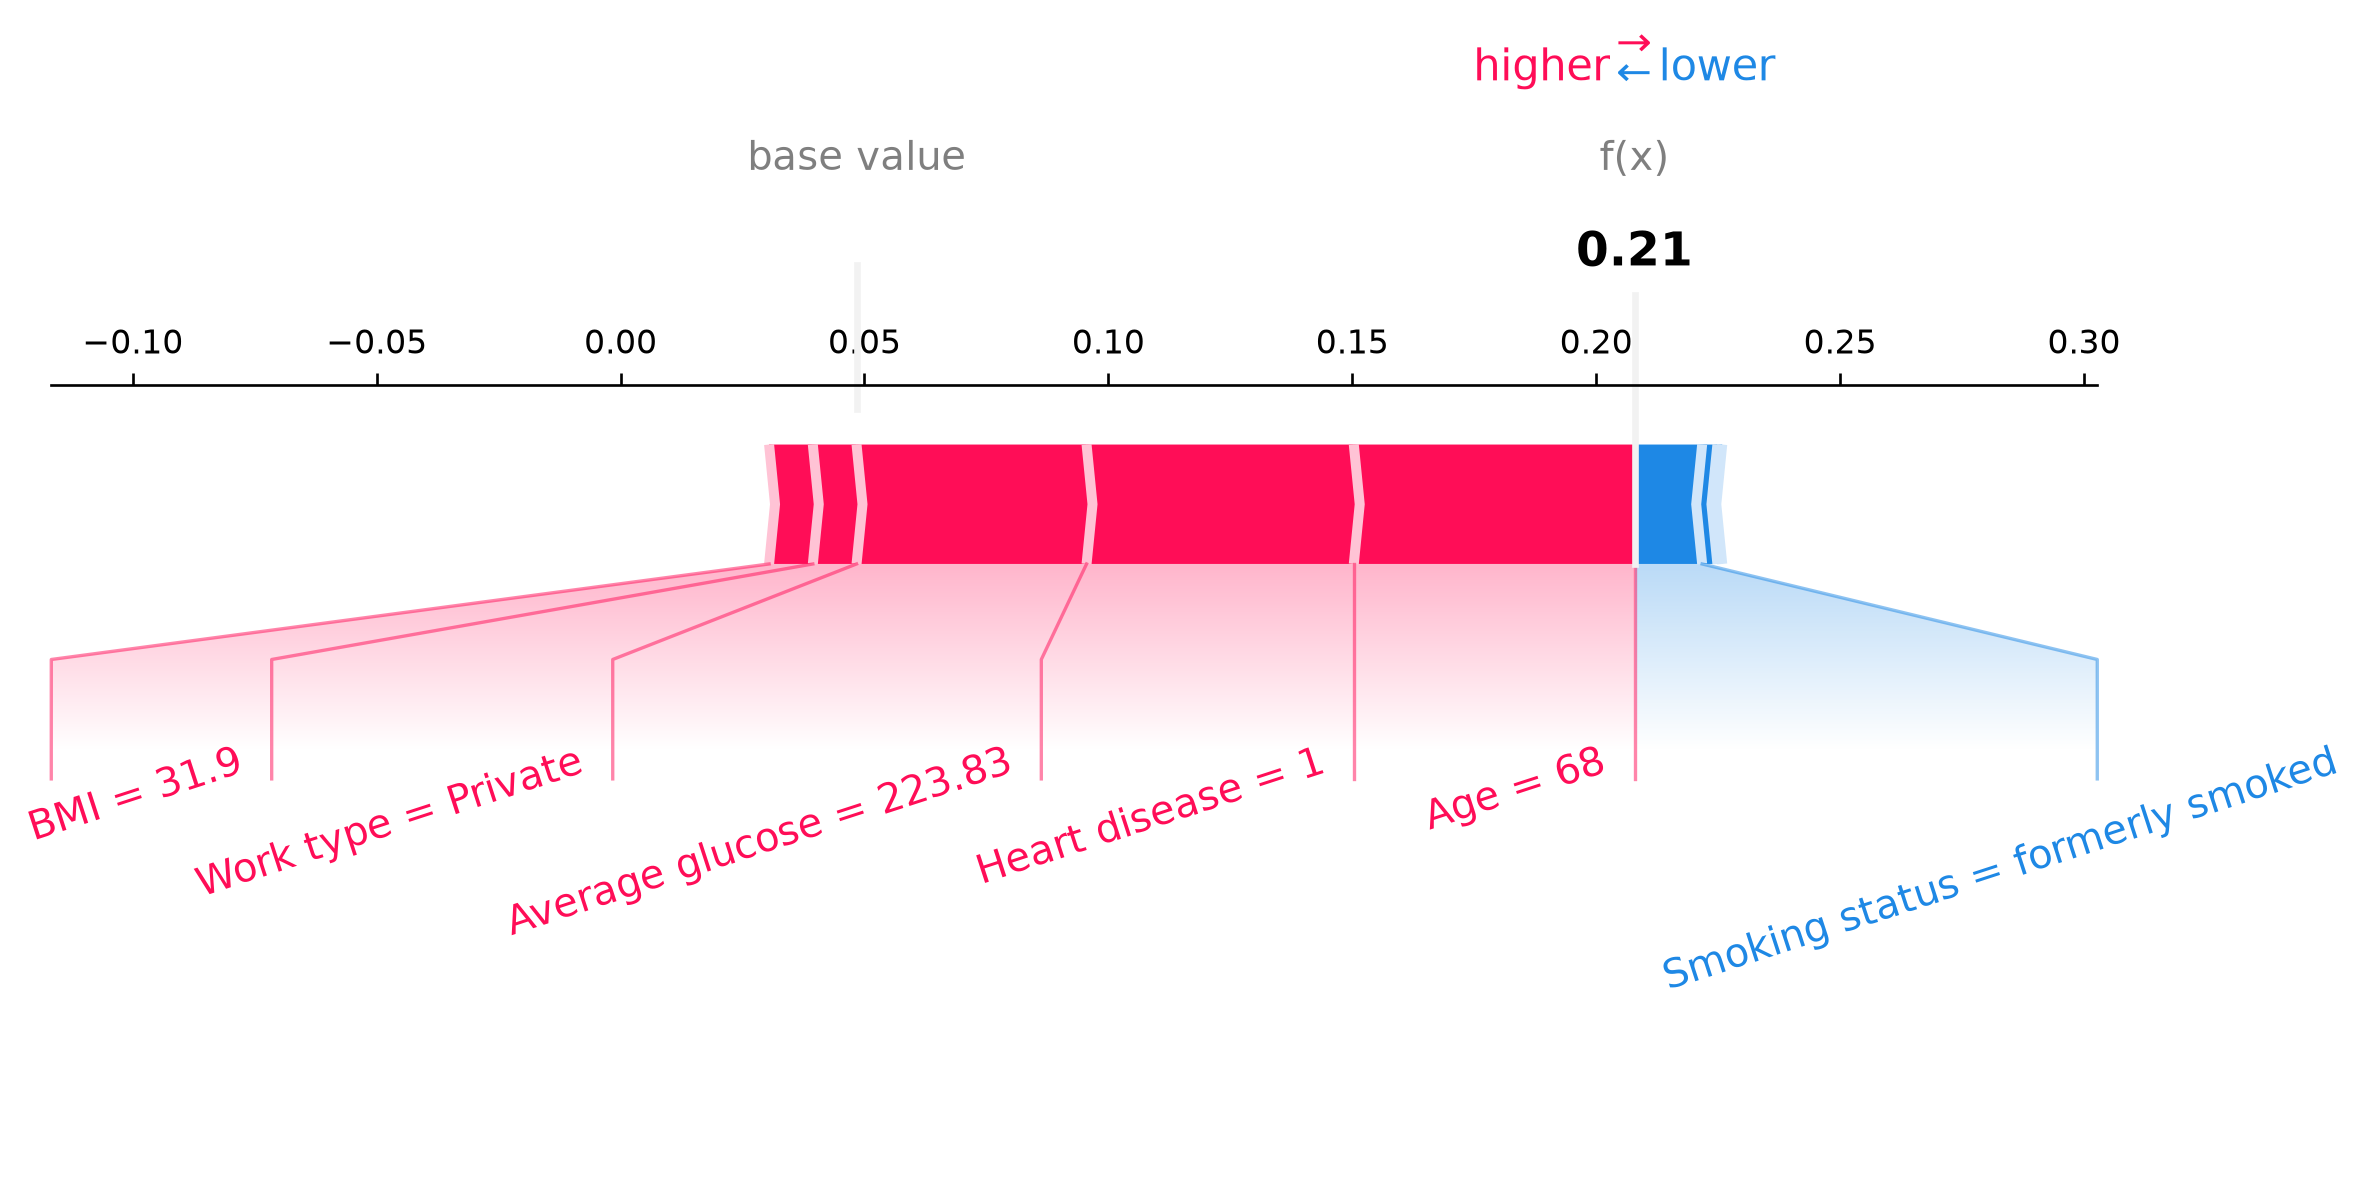 higher → ← lower
base value
f(x)
0.21
−0.10 −0.05 0.00 0.05 0.10 0.15 0.20 0.25 0.30
BMI = 31.9
Work type = Private
Average glucose = 223.83
Heart disease = 1
Age = 68
Smoking status = formerly smoked